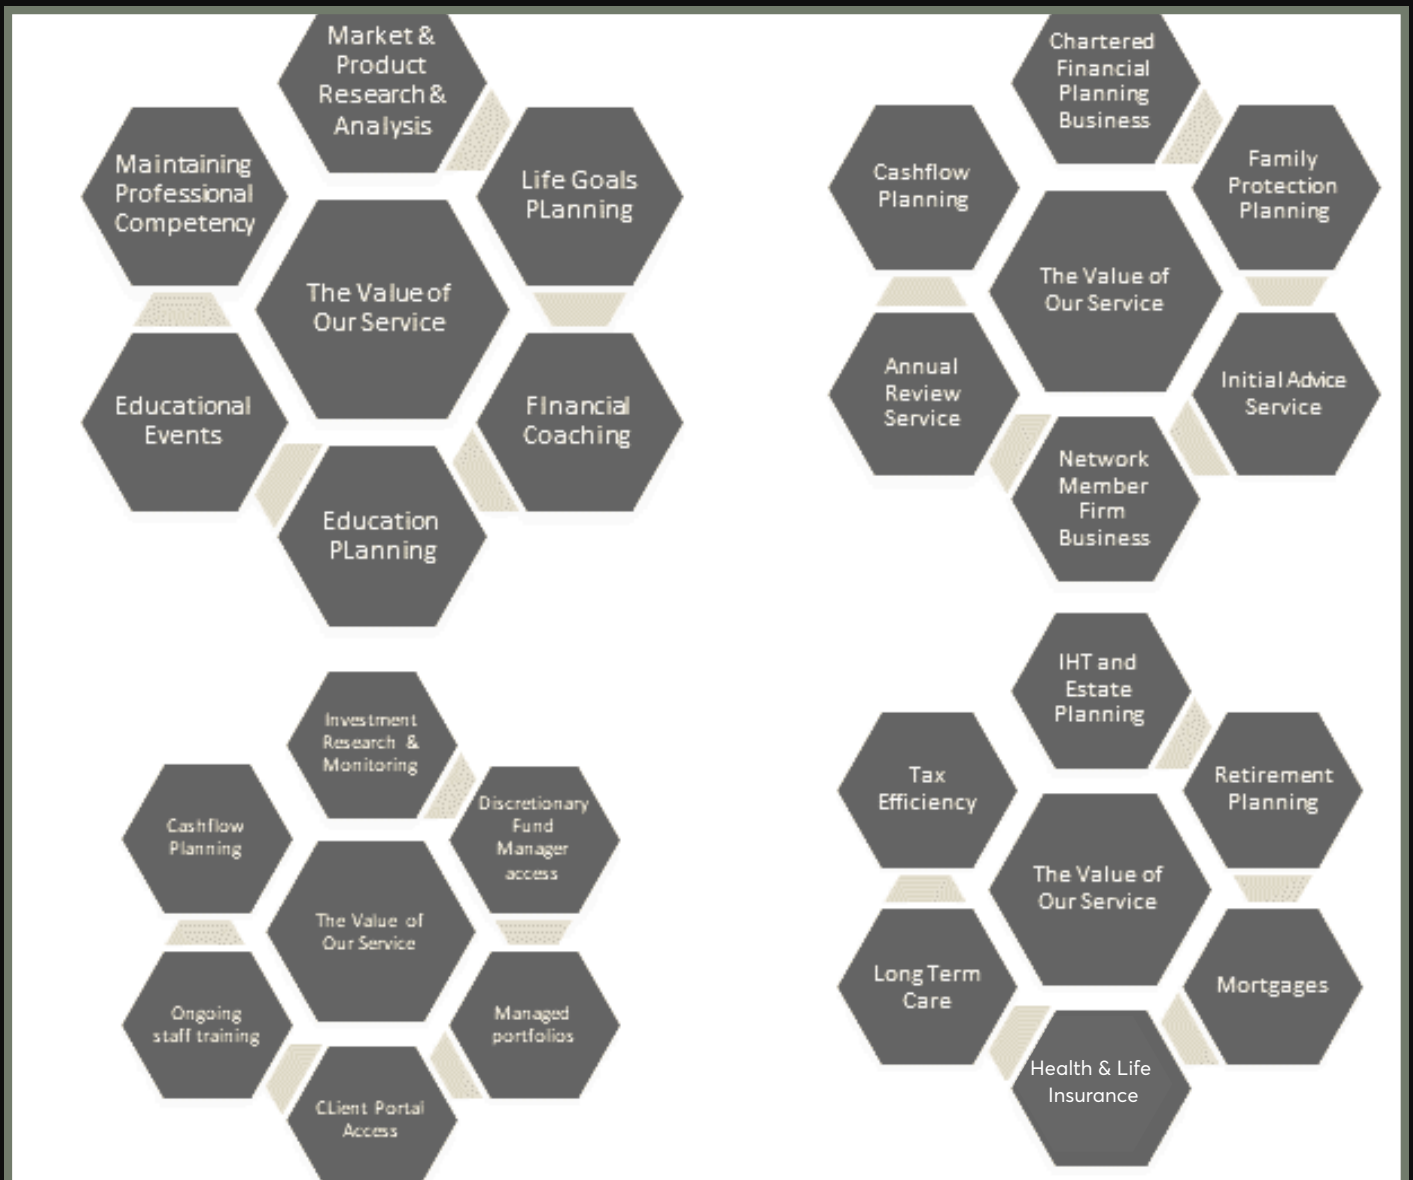 Market &
Product
Research &
Analysis
Maintaining
Professional
Competency
Life Goals
PLanning
The Value of
Our Service
Educational
Events
FInancial
Coaching
Education
PLanning
Chartered
Financial
Planning
Business
Cashflow
Planning
Family
Protection
Planning
The Value of
Our Service
Annual
Review
Service
Initial Advice
Service
Network
Member
Firm
Business
Investment
Research &
Monitoring
Cashflow
Planning
Discretionary
Fund
Manager
access
The Value of
Our Service
Ongoing
staff training
Managed
portfolios
CLient Portal
Access
IHT and
Estate
Planning
Tax
Efficiency
Retirement
Planning
The Value of
Our Service
Long Term
Care
Mortgages
Health & Life
Insurance